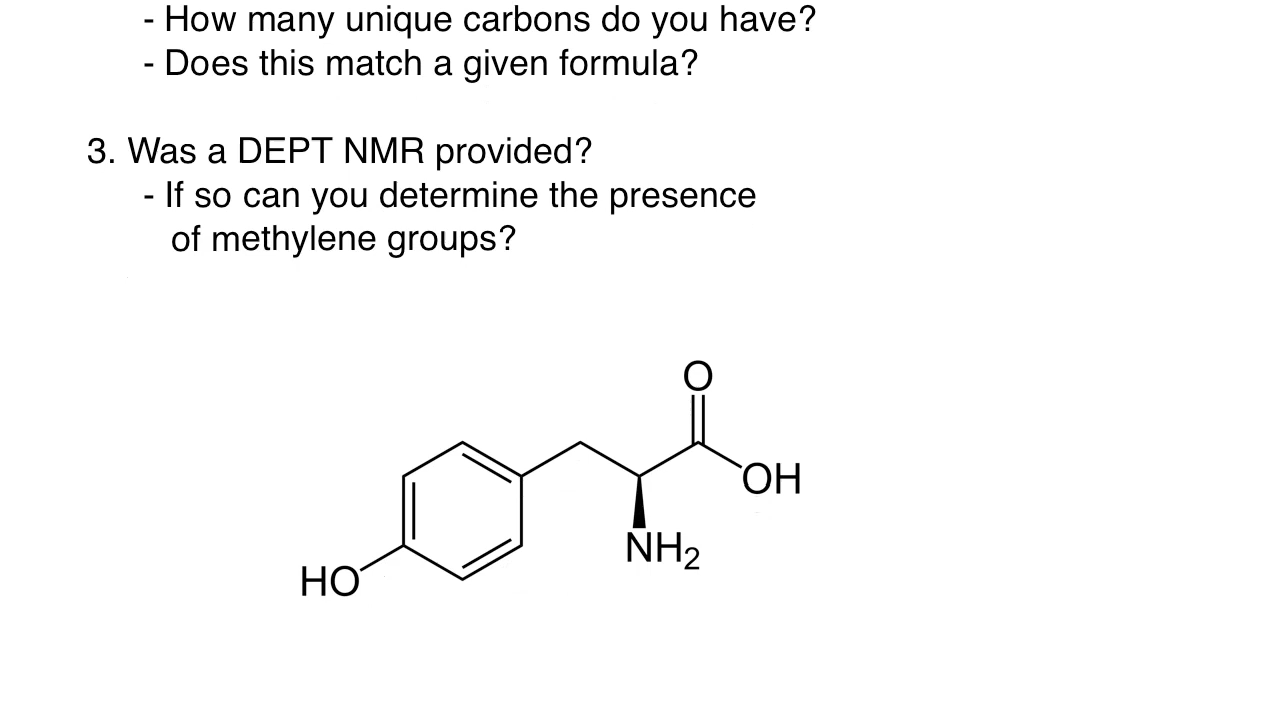 - How many unique carbons do you have?
- Does this match a given formula?
3. Was a DEPT NMR provided?
- If so can you determine the presence
of methylene groups?
O
OH
NH2
HO